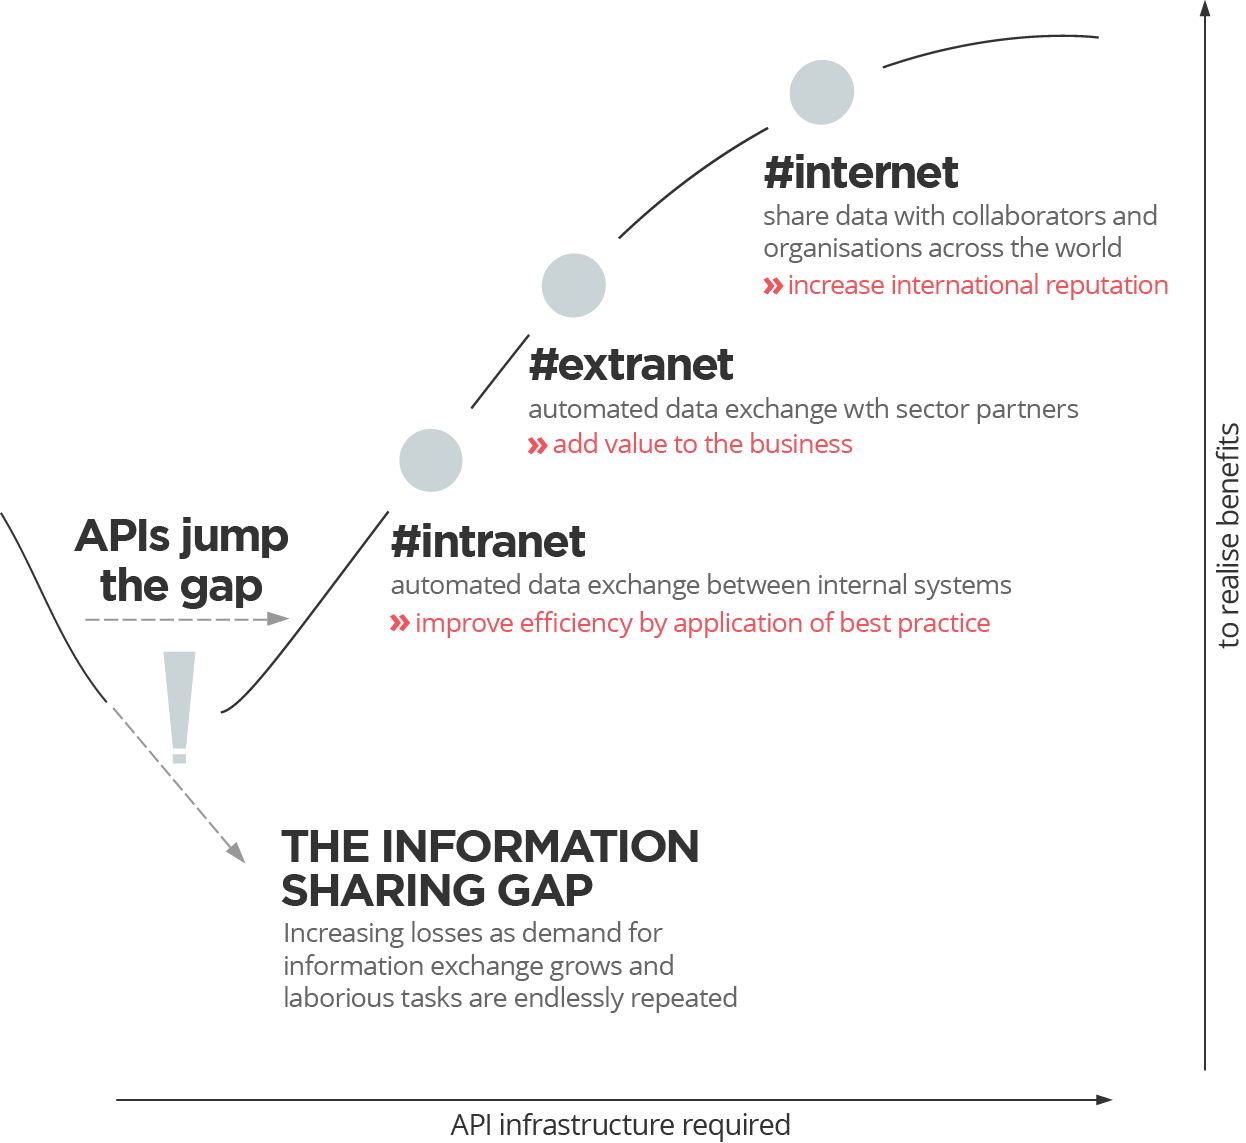 #internet
share data with collaborators and
organisations across the world
» increase international reputation
#extranet
automated data exchange wth sector partners
» add value to the business
#intranet
automated data exchange between internal systems
» improve efficiency by application of best practice
APIs jump
the gap
!
THE INFORMATION
SHARING GAP
Increasing losses as demand for
information exchange grows and
laborious tasks are endlessly repeated
API infrastructure required
to realise benefits